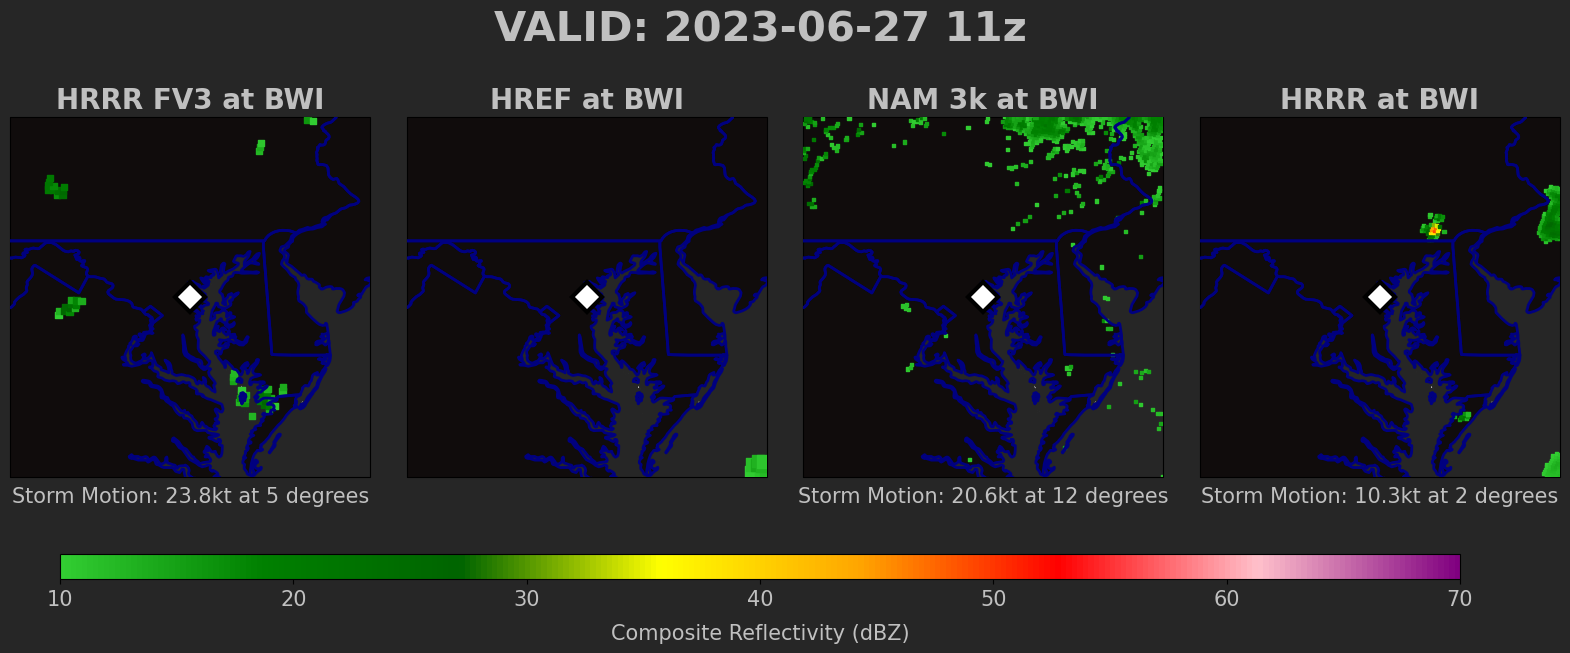 VALID: 2023-06-27 11z
HRRR FV3 at BWI
HREF at BWI
NAM 3k at BWI
HRRR at BWI
Storm Motion: 23.8kt at 5 degrees
Storm Motion: 20.6kt at 12 degrees
Storm Motion: 10.3kt at 2 degrees
10 20 30 40 50 60 70
Composite Reflectivity (dBZ)